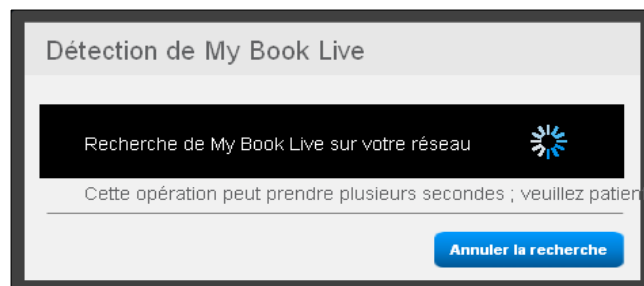 Détection de My Book Live
Recherche de My Book Live sur votre réseau
Cette opération peut prendre plusieurs secondes ; veuillez patien
Annuler la recherche